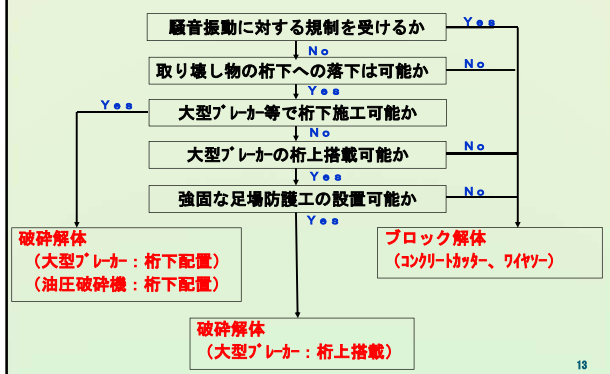 騒音振動に対する規制を受けるか
Yes
No
取り壊し物の桁下への落下は可能か
No
Yes
Yes
大型ﾌﾞﾚｰｶｰ等で桁下施工可能か
No
大型ﾌﾞﾚｰｶｰの桁上搭載可能か
No
Yes
強固な足場防護工の設置可能か
No
Yes
破砕解体
（大型ﾌﾞﾚｰｶｰ：桁下配置）
（油圧破砕機：桁下配置）
ブロック解体
（ｺﾝｸﾘｰﾄｶｯﾀｰ、ﾜｲﾔｿｰ）
破砕解体
（大型ﾌﾞﾚｰｶｰ：桁上搭載）
13